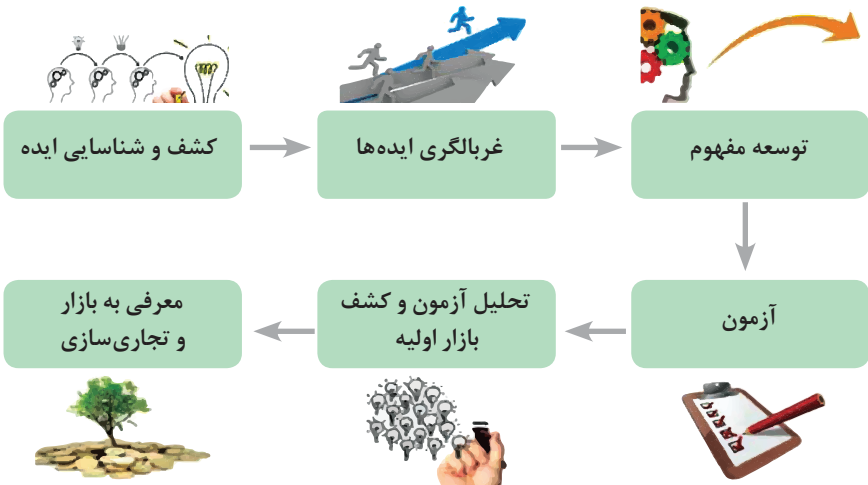 کشف و شناسایی ایده
غربالگری ایده‌ها
توسعه مفهوم
آزمون
تحلیل آزمون و کشف
بازار اولیه
معرفی به بازار
و تجاری‌سازی